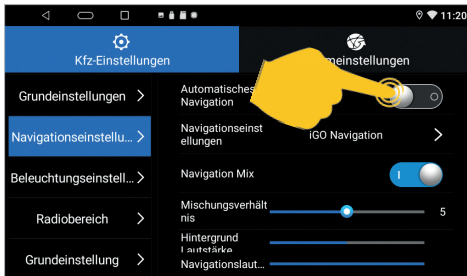 11:20
Kfz-Einstellungen
meinstellungen
Grundeinstellungen
Navigationseinstellu...
Beleuchtungseinstell...
Radiobereich
Grundeinstellung
Automatisches
Navigation
Navigationseinst
ellungen
iGO Navigation
Navigation Mix
Mischungsverhält
nis
5
Hintergrund
Lautstärke
Navigationslaut...